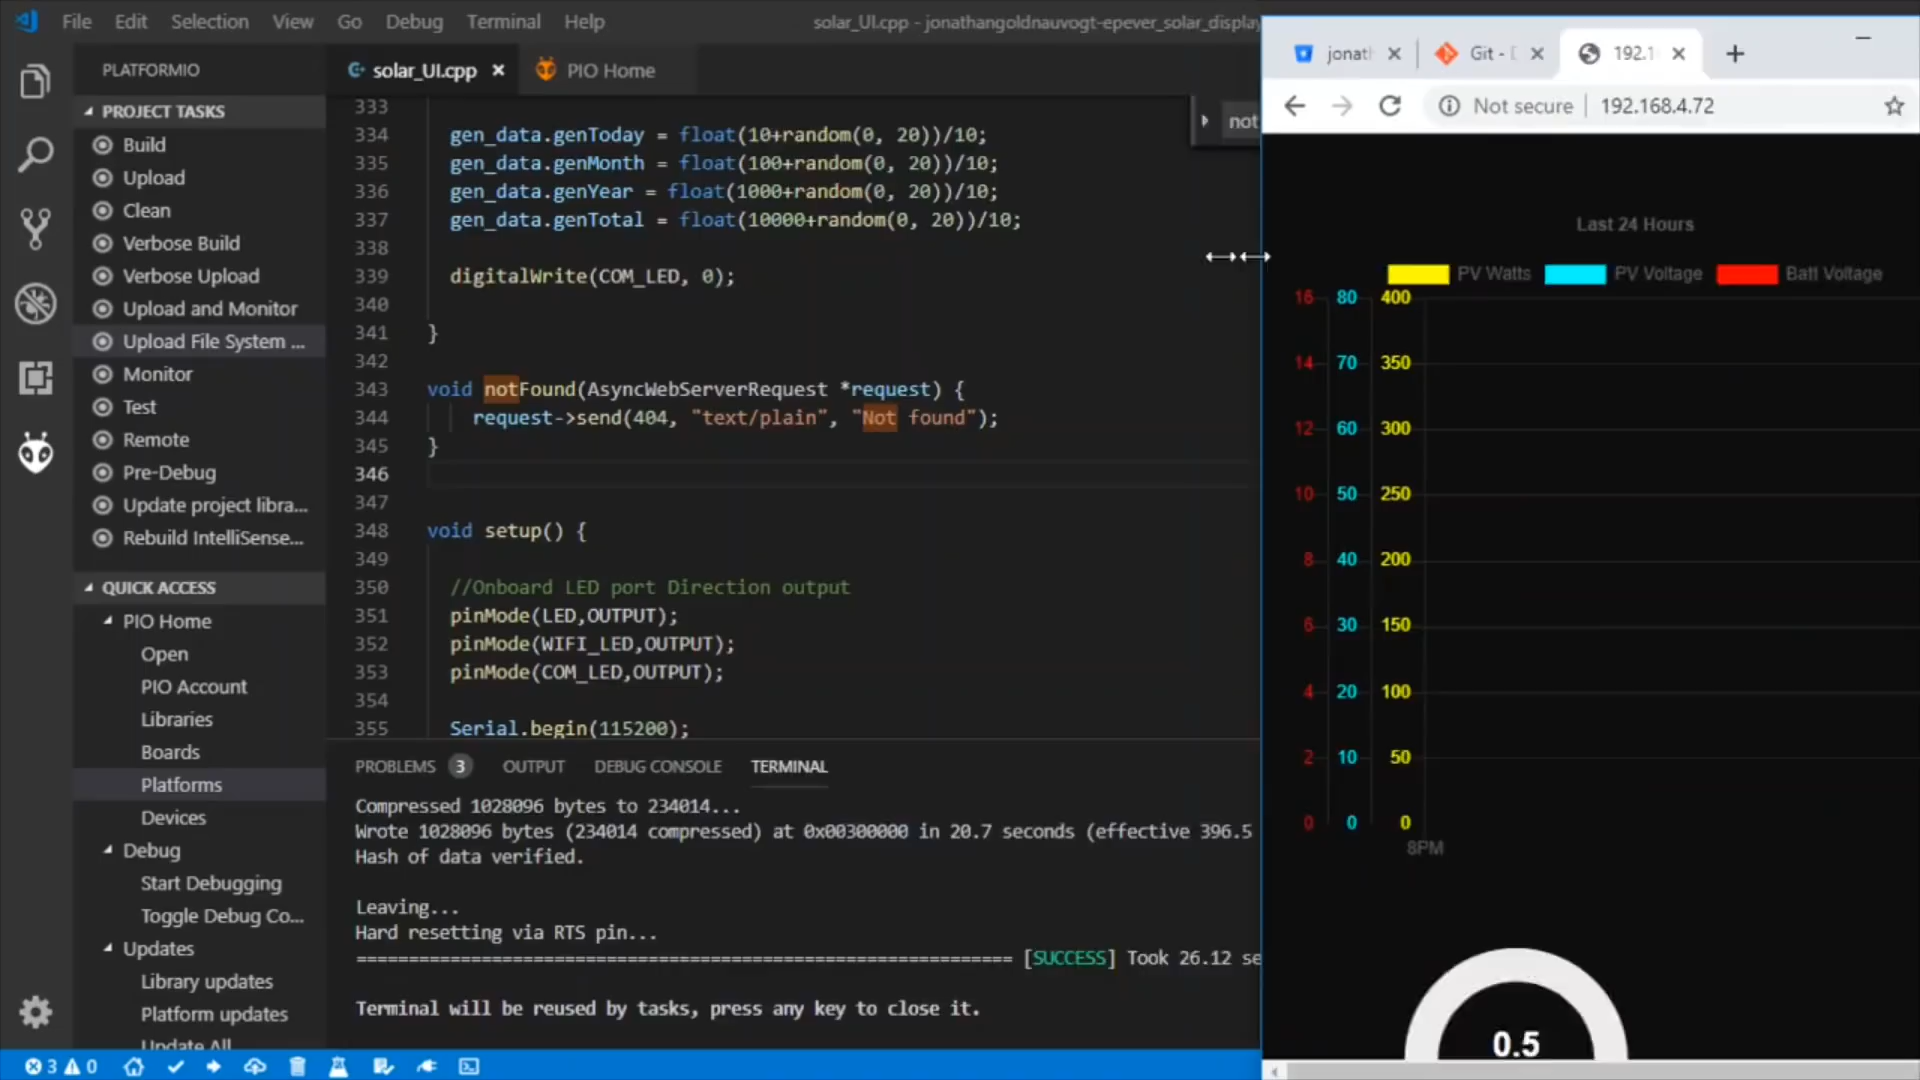 File Edit Selection View Go Debug Terminal Help
solar_UI.cpp - jonathangoldnauvogt-epever_solar_display
PLATFORMIO
PROJECT TASKS
Build
Upload
Clean
Verbose Build
Verbose Upload
Upload and Monitor
Upload File System ...
Monitor
Test
Remote
Pre-Debug
Update project libra...
Rebuild IntelliSense...
QUICK ACCESS
PIO Home
Open
PIO Account
Libraries
Boards
Platforms
Devices
Debug
Start Debugging
Toggle Debug Co...
Updates
Library updates
Platform updates
Update All
solar_UI.cpp
PIO Home
not
333
334 gen_data.genToday = float(10+random(0, 20))/10;
335 gen_data.genMonth = float(100+random(0, 20))/10;
336 gen_data.genYear = float(1000+random(0, 20))/10;
337 gen_data.genTotal = float(10000+random(0, 20))/10;
338
339 digitalWrite(COM_LED, 0);
340
341 }
342
343 void notFound(AsyncWebServerRequest *request) {
344 request->send(404, "text/plain", "Not found");
345 }
346
347
348 void setup() {
349
350 //Onboard LED port Direction output
351 pinMode(LED,OUTPUT);
352 pinMode(WIFI_LED,OUTPUT);
353 pinMode(COM_LED,OUTPUT);
354
355 Serial.begin(115200);
PROBLEMS 3 OUTPUT DEBUG CONSOLE TERMINAL
Compressed 1028096 bytes to 234014...
Wrote 1028096 bytes (234014 compressed) at 0x00300000 in 20.7 seconds (effective 396.5
Hash of data verified.
Leaving...
Hard resetting via RTS pin...
============================================================== [SUCCESS] Took 26.12 se
Terminal will be reused by tasks, press any key to close it.
3 0
jonat
Git -
192.1
Not secure 192.168.4.72
Last 24 Hours
PV Watts PV Voltage Batt Voltage
16 80 400
14 70 350
12 60 300
10 50 250
8 40 200
6 30 150
4 20 100
2 10 50
0 0 0
8PM
0.5